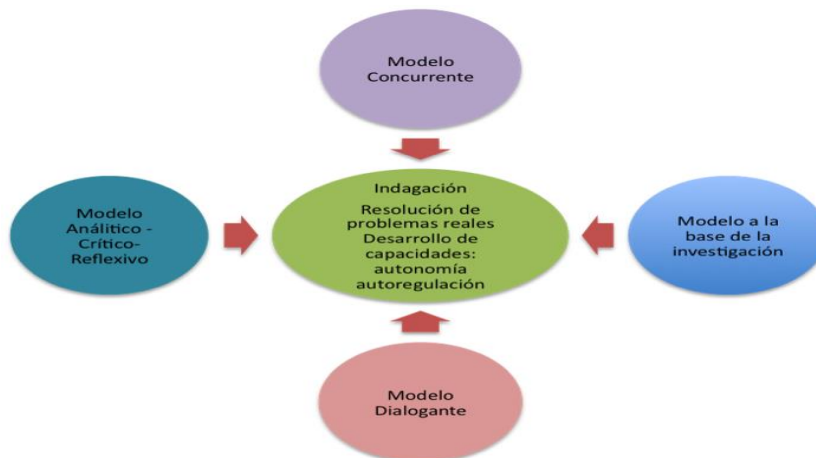 Modelo
Concurrente
Modelo
Análitico -
Crítico-
Reflexivo
Indagación
Resolución de
problemas reales
Desarrollo de
capacidades:
autonomía
autoregulación
Modelo a la
base de la
investigación
Modelo
Dialogante